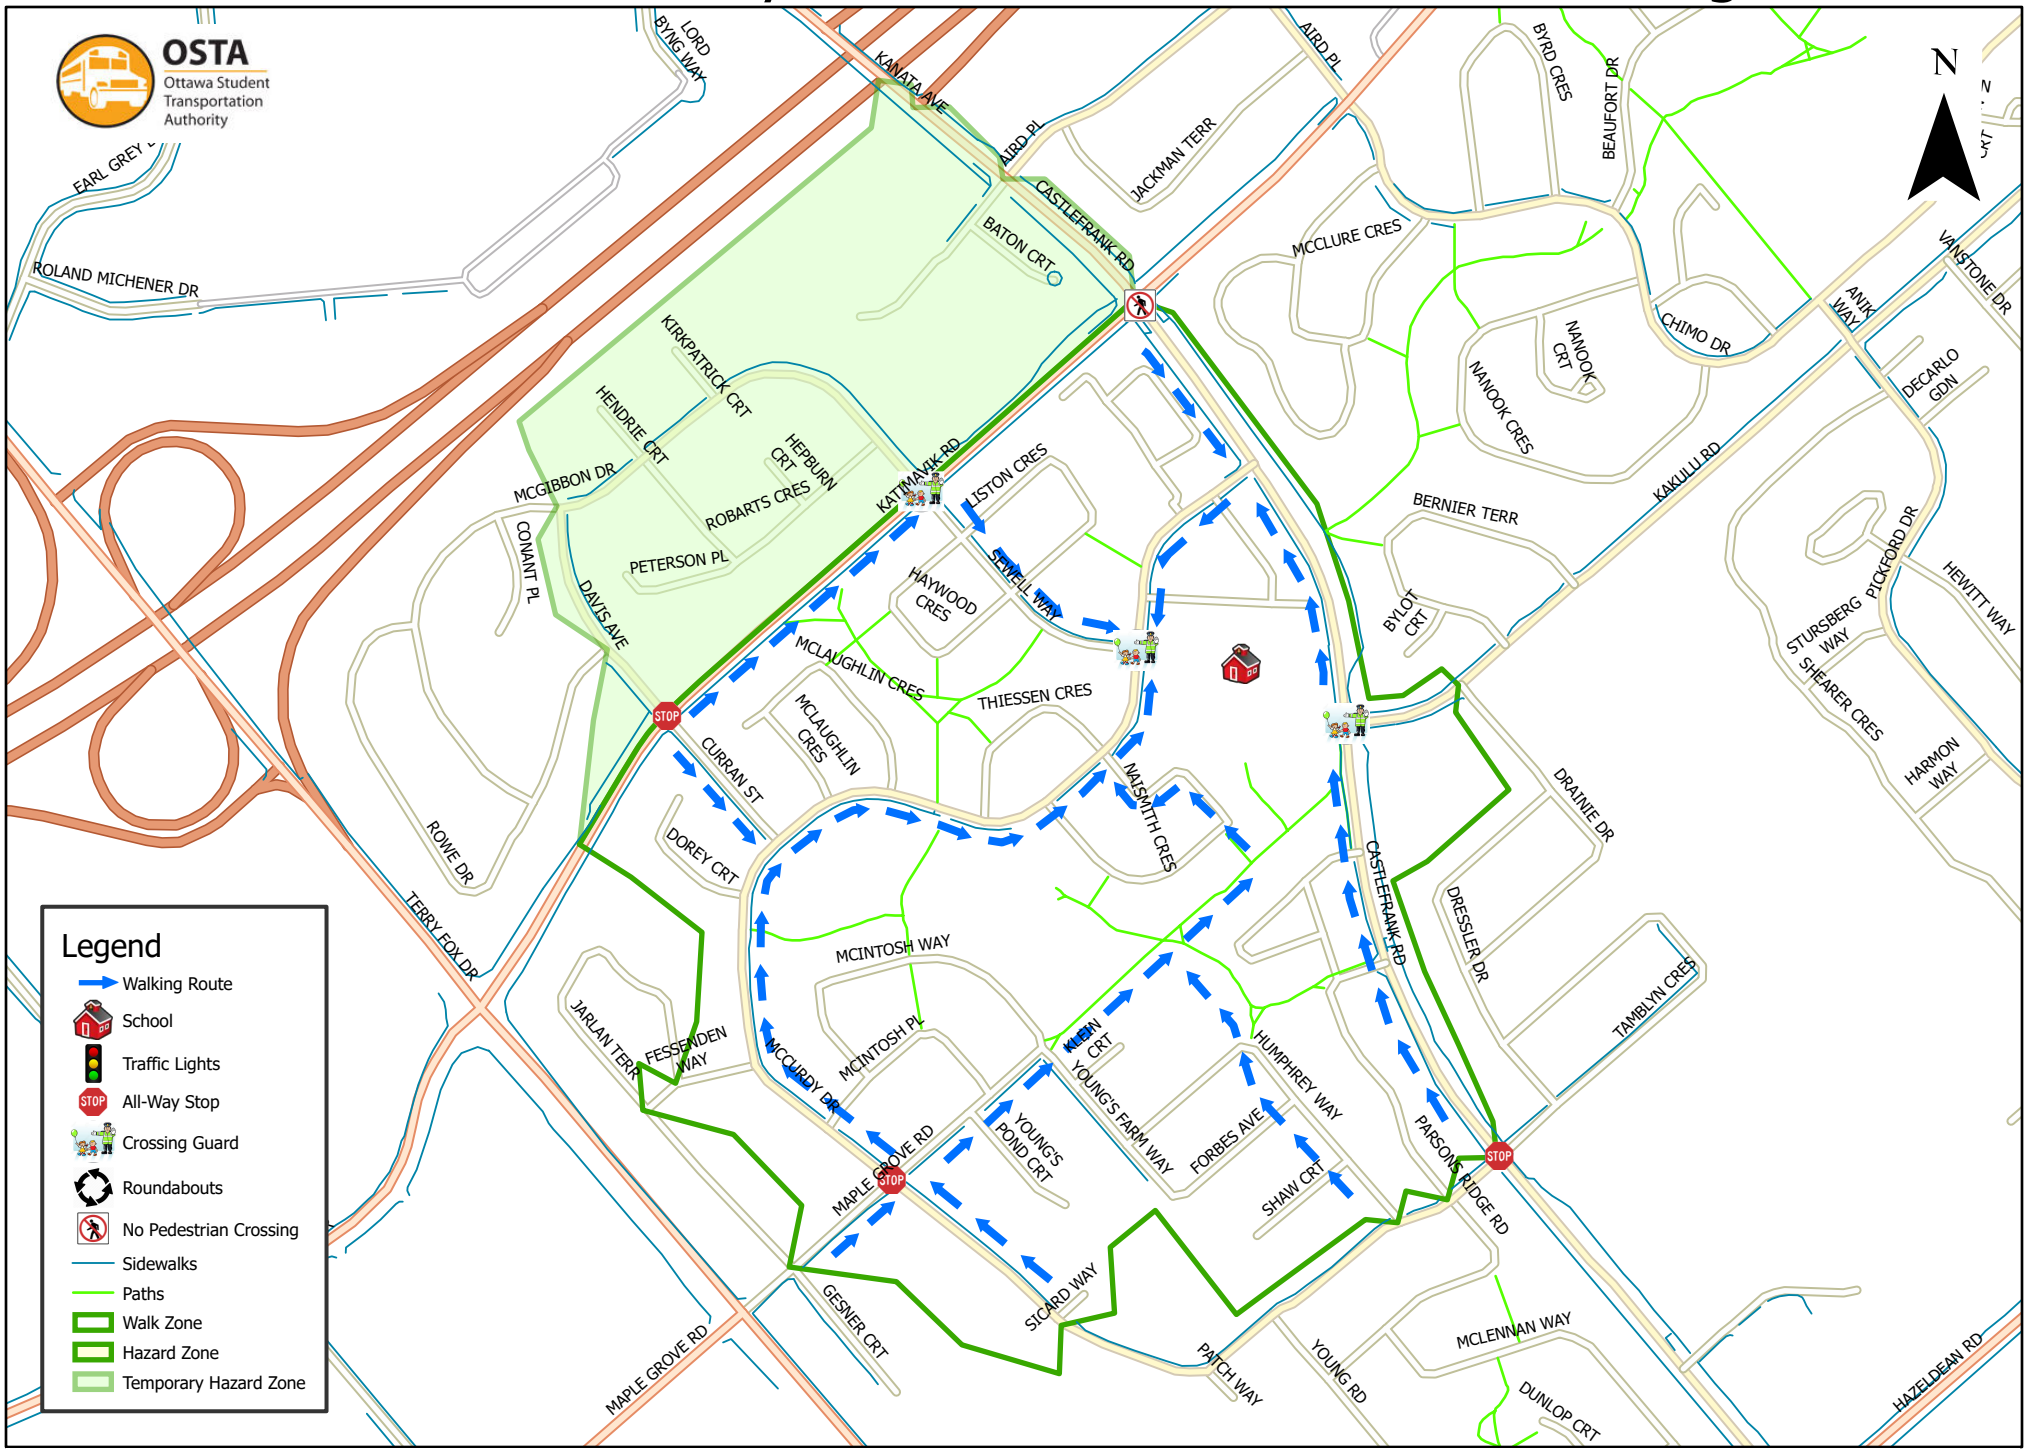 OSTA
Ottawa Student
Transportation
Authority
LORD
BYNG WAY
KANATA AVE
AIRD PL
BYRD CRES
BEAUFORT DR
N
CRT
EARL GREY
AIRD PL
JACKMAN TERR
CASTLEFRANK RD
BATON CRT
MCCLURE CRES
VANSTONE DR
ROLAND MICHENER DR
ANIK
WAY
CHIMO DR
KIRKPATRICK CRT
NANOOK
CRT
DECARLO
GDN
NANOOK CRES
HENDRIE CRT
HEPBURN
CRT
KATIMAVIK RD
LISTON CRES
MCGIBBON DR
ROBARTS CRES
KAKULU RD
BERNIER TERR
CONANT PL
PETERSON PL
PICKFORD DR
HEWITT WAY
DAVIS AVE
HAYWOOD
CRES
SEWELL WAY
BYLOT
CRT
STURSBERG
WAY
MCLAUGHLIN CRES
SHEARER CRES
THIESSEN CRES
STOP
MCLAUGHLIN
CRES
CURRAN ST
NAISMITH CRES
HARMON
WAY
DRAINIE DR
ROWE DR
DOREY CRT
CASTLEFRANK RD
DRESSLER DR
TERRY FOX DR
MCINTOSH WAY
TAMBLYN CRES
JARLAN TERR
FESSENDEN
WAY
MCCURDY DR
MCINTOSH PL
KLEIN
CRT
HUMPHREY WAY
YOUNG'S FARM WAY
YOUNG'S
POND CRT
FORBES AVE
PARSONS RIDGE RD
STOP
MAPLE GROVE RD
STOP
SHAW CRT
SICARD WAY
GESNER CRT
MAPLE GROVE RD
PATCH WAY
YOUNG RD
MCLENNAN WAY
DUNLOP CRT
HAZELDEAN RD
Legend
Walking Route
School
Traffic Lights
STOP All-Way Stop
Crossing Guard
Roundabouts
No Pedestrian Crossing
Sidewalks
Paths
Walk Zone
Hazard Zone
Temporary Hazard Zone